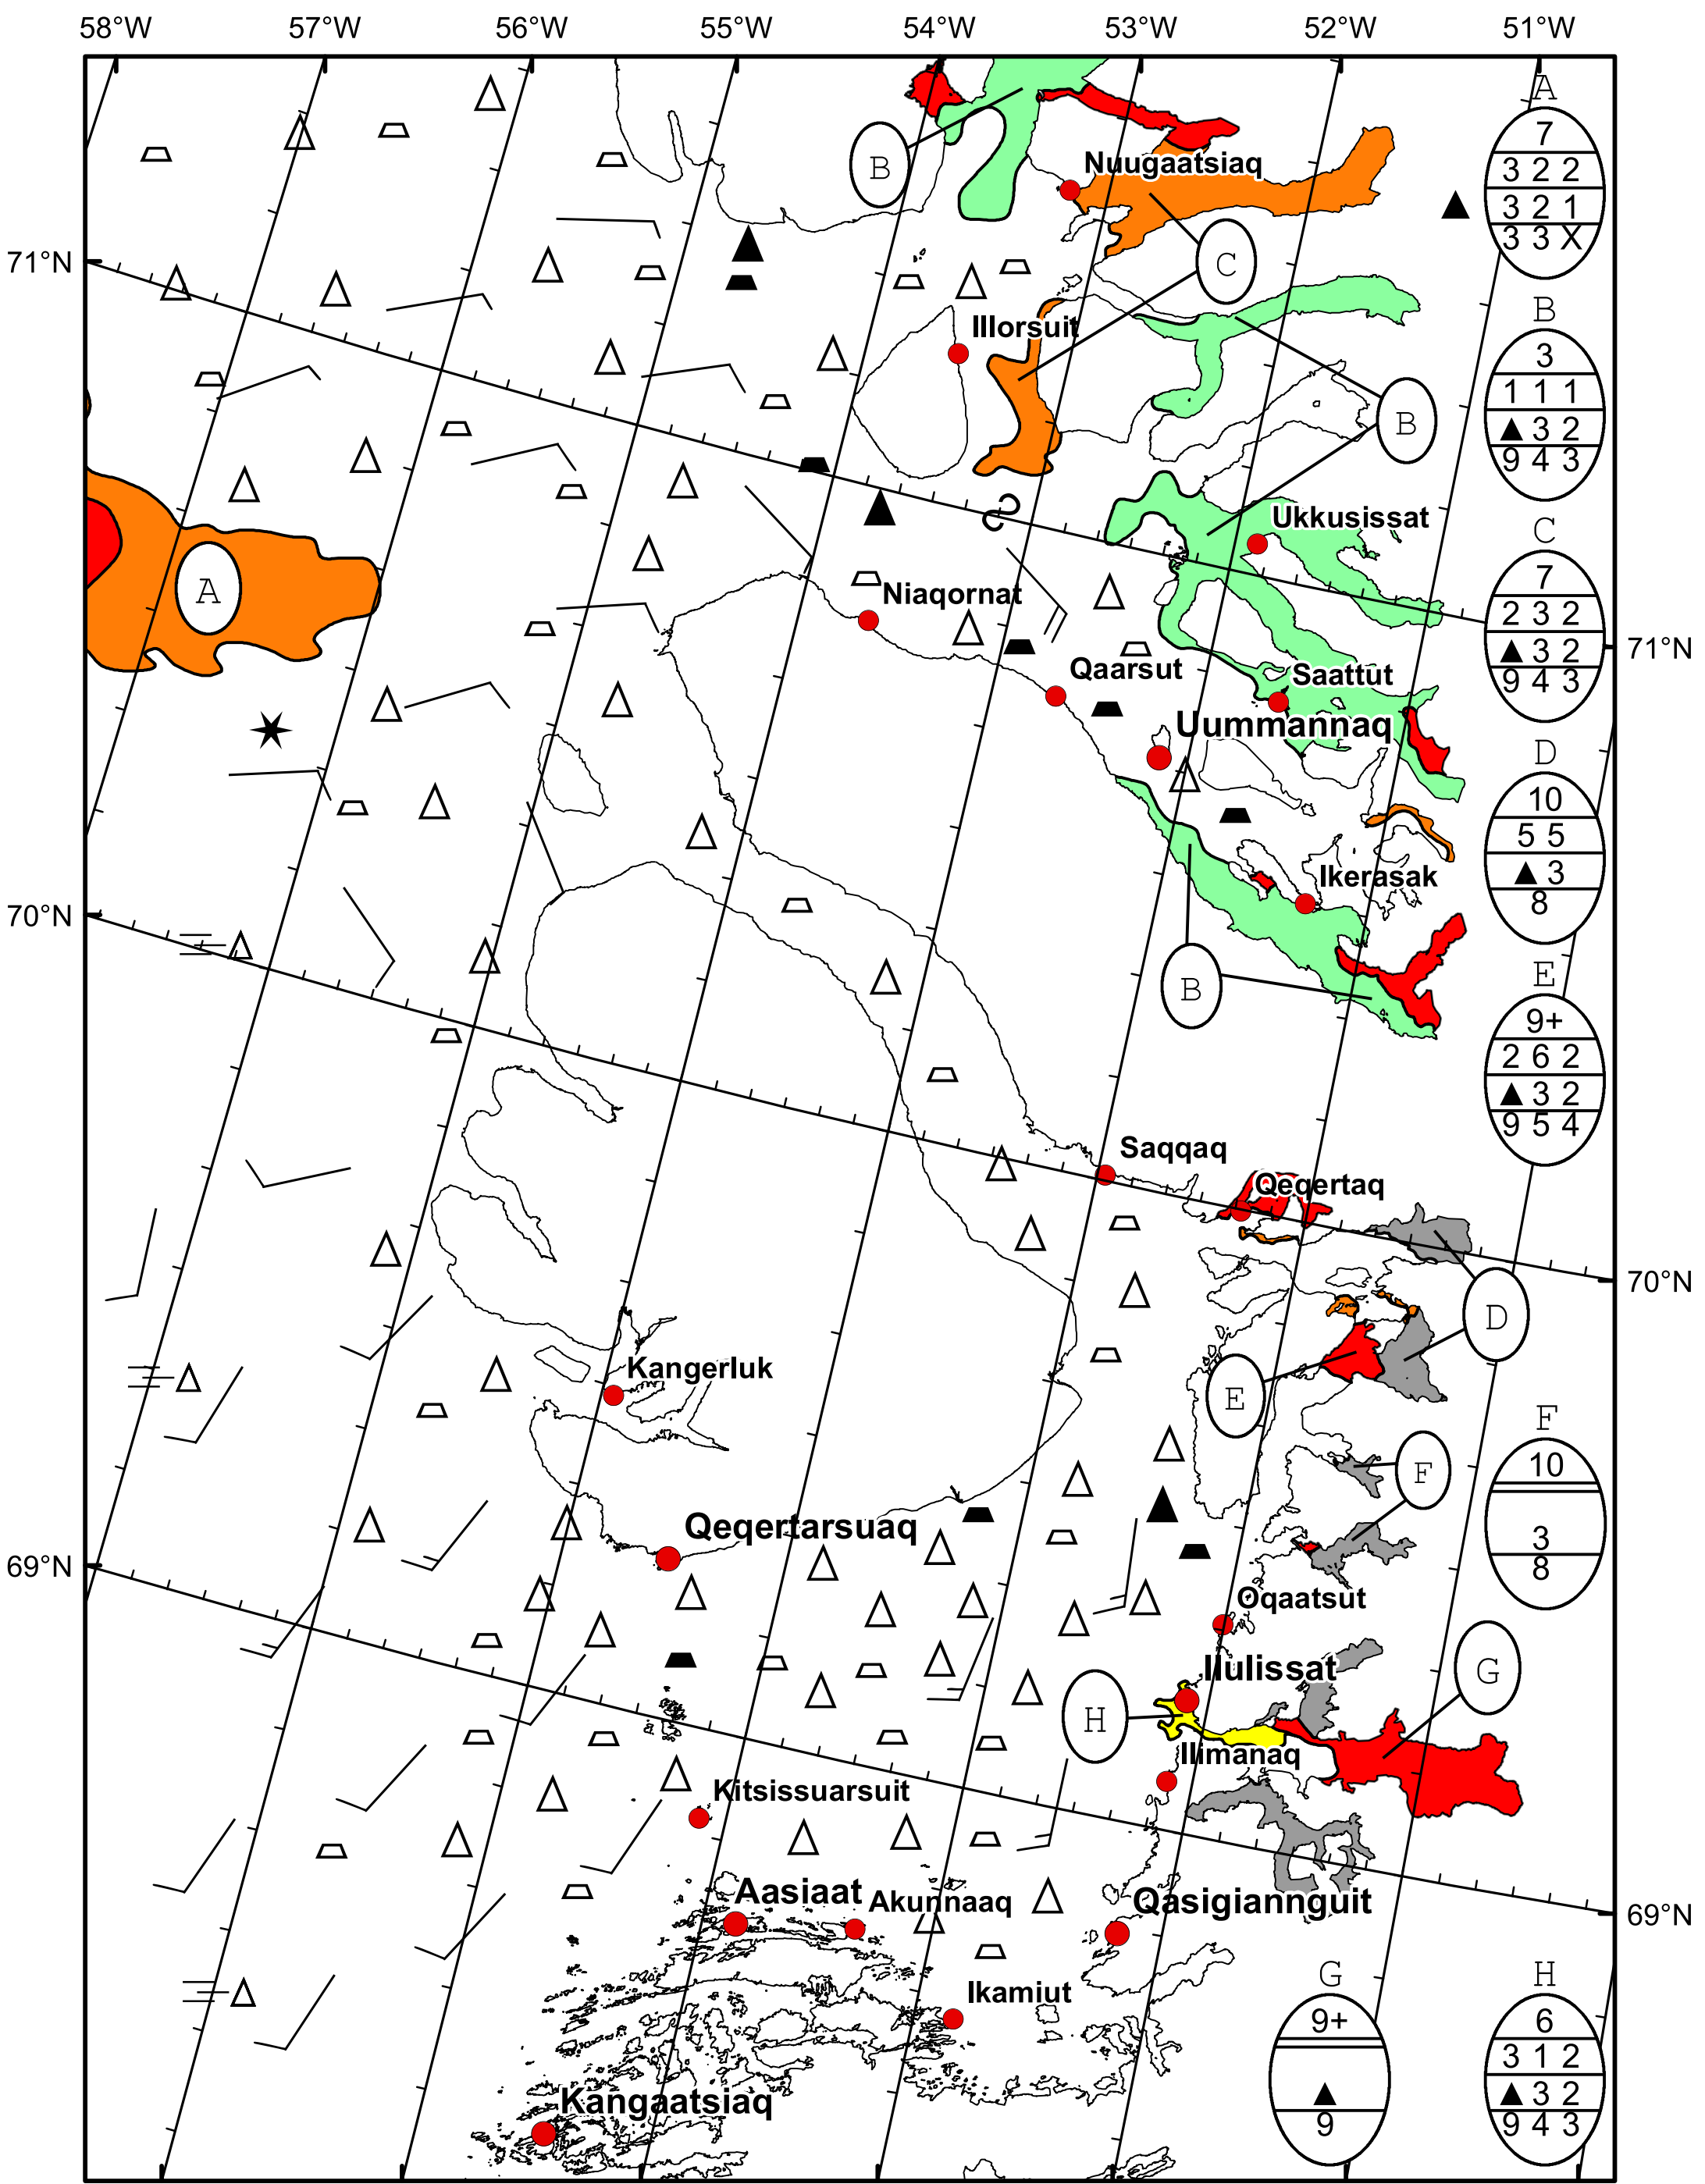 58°W 57°W 56°W 55°W 54°W 53°W 52°W 51°W
A
7
3 2 2
3 2 1
3 3 X
B
Nuugaatsiaq
71°N
C
B
3
1 1 1
▲ 3 2
9 4 3
Illorsuit
B
Ukkusissat
C
7
2 3 2
▲ 3 2
9 4 3
A
Niaqornat
71°N
Qaarsut
Saattut
Uummannaq
D
10
5 5
▲ 3
8
Ikerasak
70°N
B
E
9+
2 6 2
▲ 3 2
9 5 4
Saqqaq
Qeqertaq
70°N
D
Kangerluk
E
F
10
3
8
F
Qeqertarsuaq
69°N
Oqaatsut
Ilulissat
G
H
Ilimanaq
Kitsissuarsuit
Aasiaat
Akunnaaq
Qasigiannguit
69°N
Ikamiut
G
9+
▲
9
H
6
3 1 2
▲ 3 2
9 4 3
Kangaatsiaq